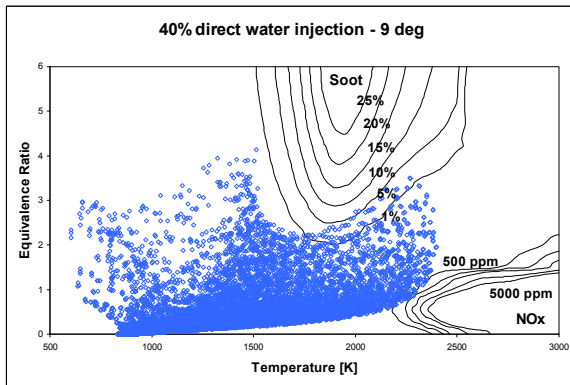 40% direct water injection - 9 deg
6
5
4
3
2
1
0
Equivalence Ratio
Soot
25%
20%
15%
10%
5%
1%
500 ppm
5000 ppm
NOx
500 1000 1500 2000 2500 3000
Temperature [K]